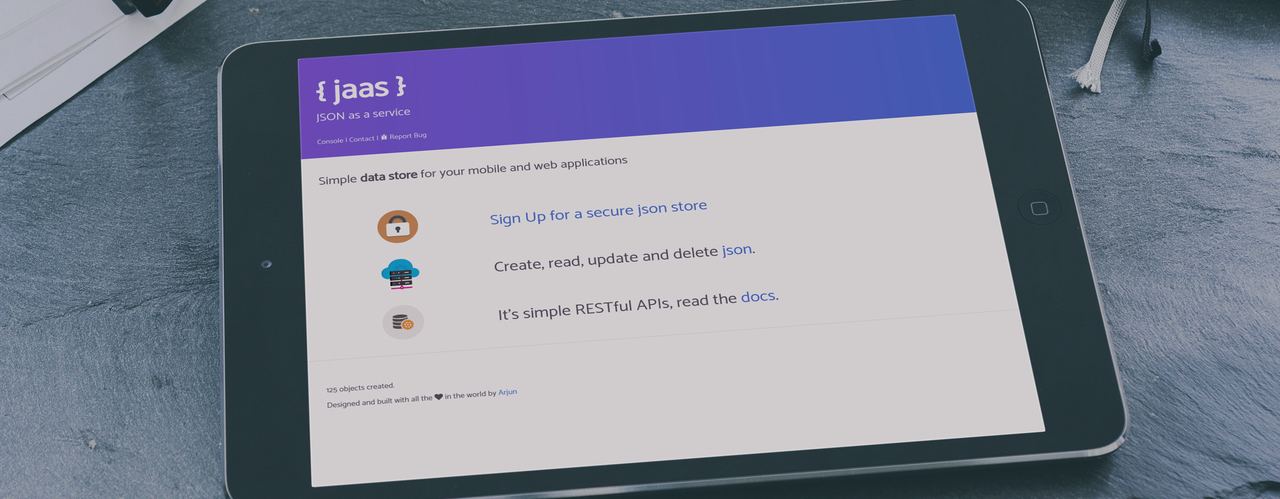 { jaas }
JSON as a service
Console | Contact | Report Bug
Simple data store for your mobile and web applications
Sign Up for a secure json store
Create, read, update and delete json.
It's simple RESTful APIs, read the docs.
125 objects created.
Designed and built with all the ♥ in the world by Arjun